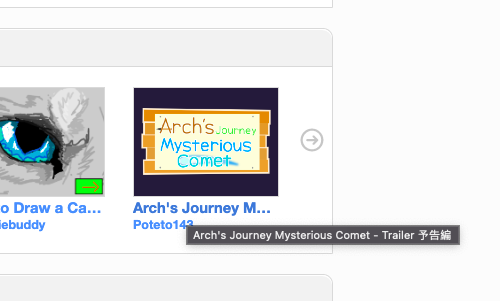 Arch's Journey
Mysterious
Comet
o Draw a Ca...
Arch's Journey M...
iebuddy
Poteto143
Arch's Journey Mysterious Comet - Trailer 予告編